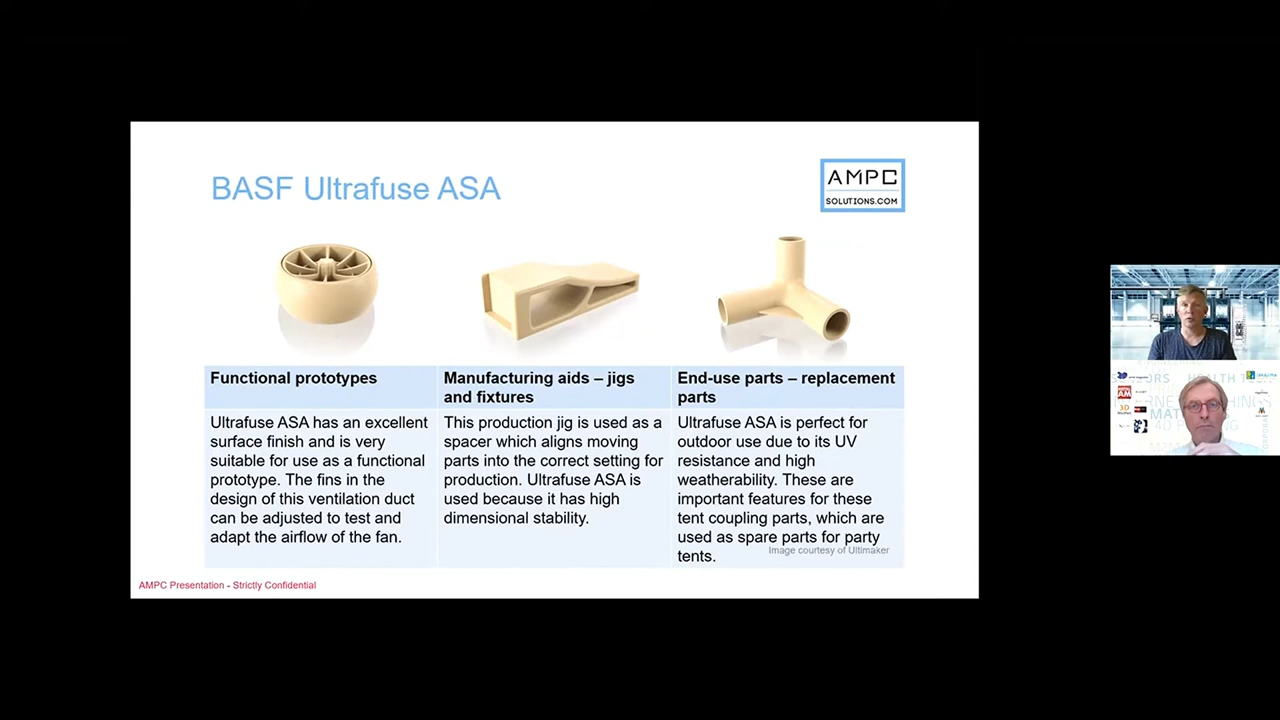 BASF Ultrafuse ASA
AMPC
SOLUTIONS.COM
Functional prototypes
Ultrafuse ASA has an excellent
surface finish and is very
suitable for use as a functional
prototype. The fins in the
design of this ventilation duct
can be adjusted to test and
adapt the airflow of the fan.
Manufacturing aids – jigs
and fixtures
This production jig is used as a
spacer which aligns moving
parts into the correct setting for
production. Ultrafuse ASA is
used because it has high
dimensional stability.
End-use parts – replacement
parts
Ultrafuse ASA is perfect for
outdoor use due to its UV
resistance and high
weatherability. These are
important features for these
tent coupling parts, which are
used as spare parts for party
tents.
Image courtesy of Ultimaker
AMPC Presentation - Strictly Confidential
HEALTH
AM
3D
MAT
4D